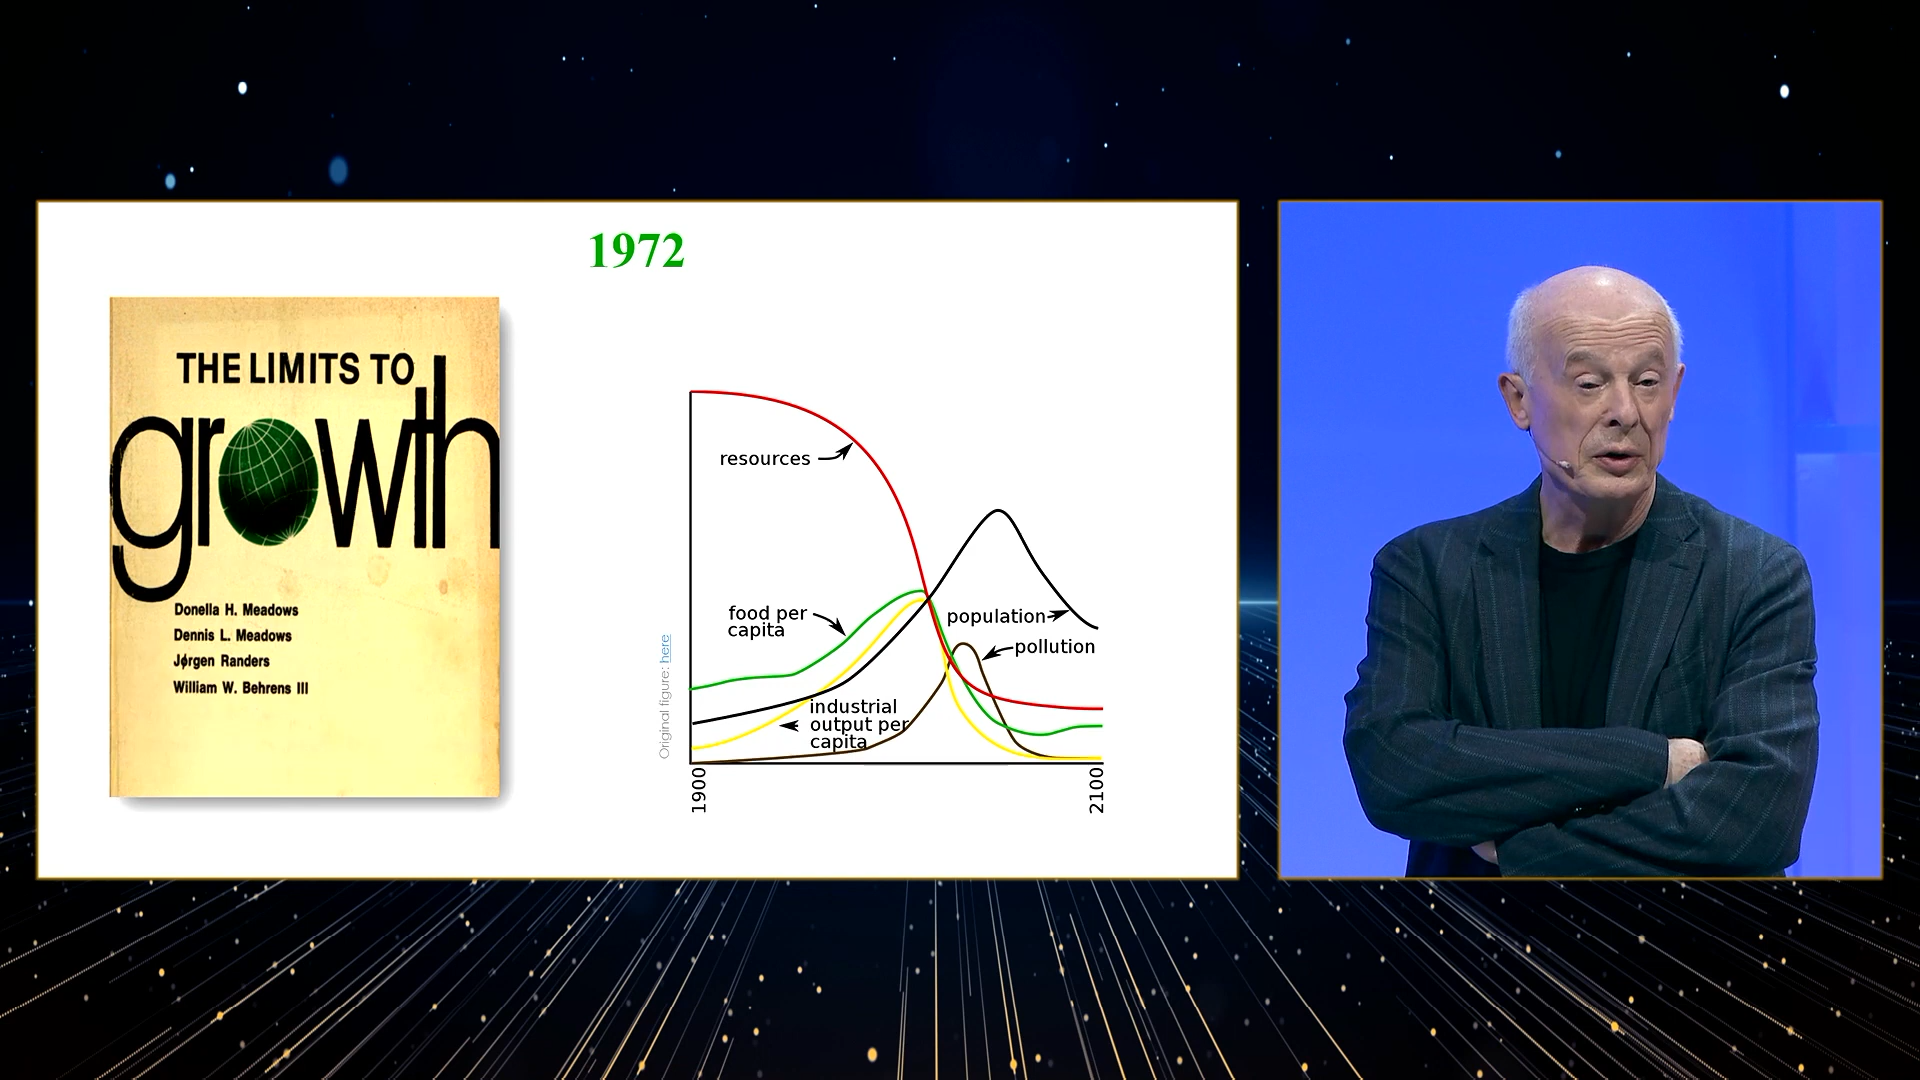 1972
THE LIMITS TO
growth
Donella H. Meadows
Dennis L. Meadows
Jørgen Randers
William W. Behrens III
Original figure: here
resources
food per
capita
population
pollution
industrial
output per
capita
1900
2100